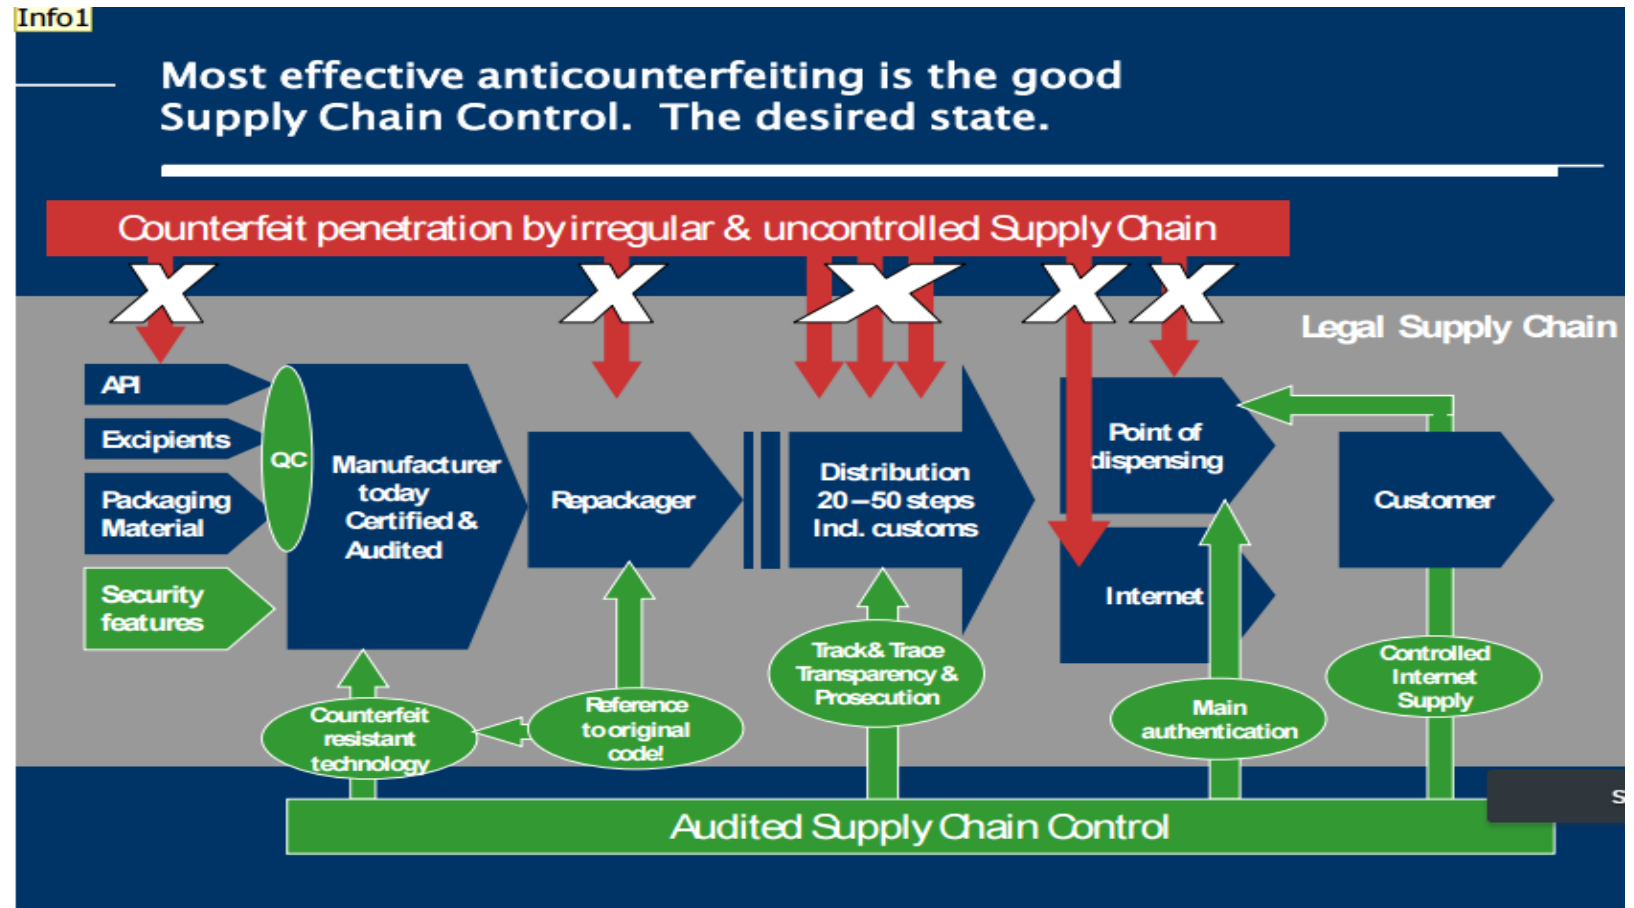 Info1
Most effective anticounterfeiting is the good
Supply Chain Control. The desired state.
Counterfeit penetration by irregular & uncontrolled Supply Chain
X
X
X
X
X
Legal Supply Chain
API
Excipients
Packaging
Material
Security
features
QC
Manufacturer
today
Certified &
Audited
Repackager
Distribution
20–50 steps
Incl. customs
Point of
dispensing
Internet
Customer
Counterfeit
resistant
technology
Reference
to original
code!
Track & Trace
Transparency &
Prosecution
Main
authentication
Controlled
Internet
Supply
Audited Supply Chain Control